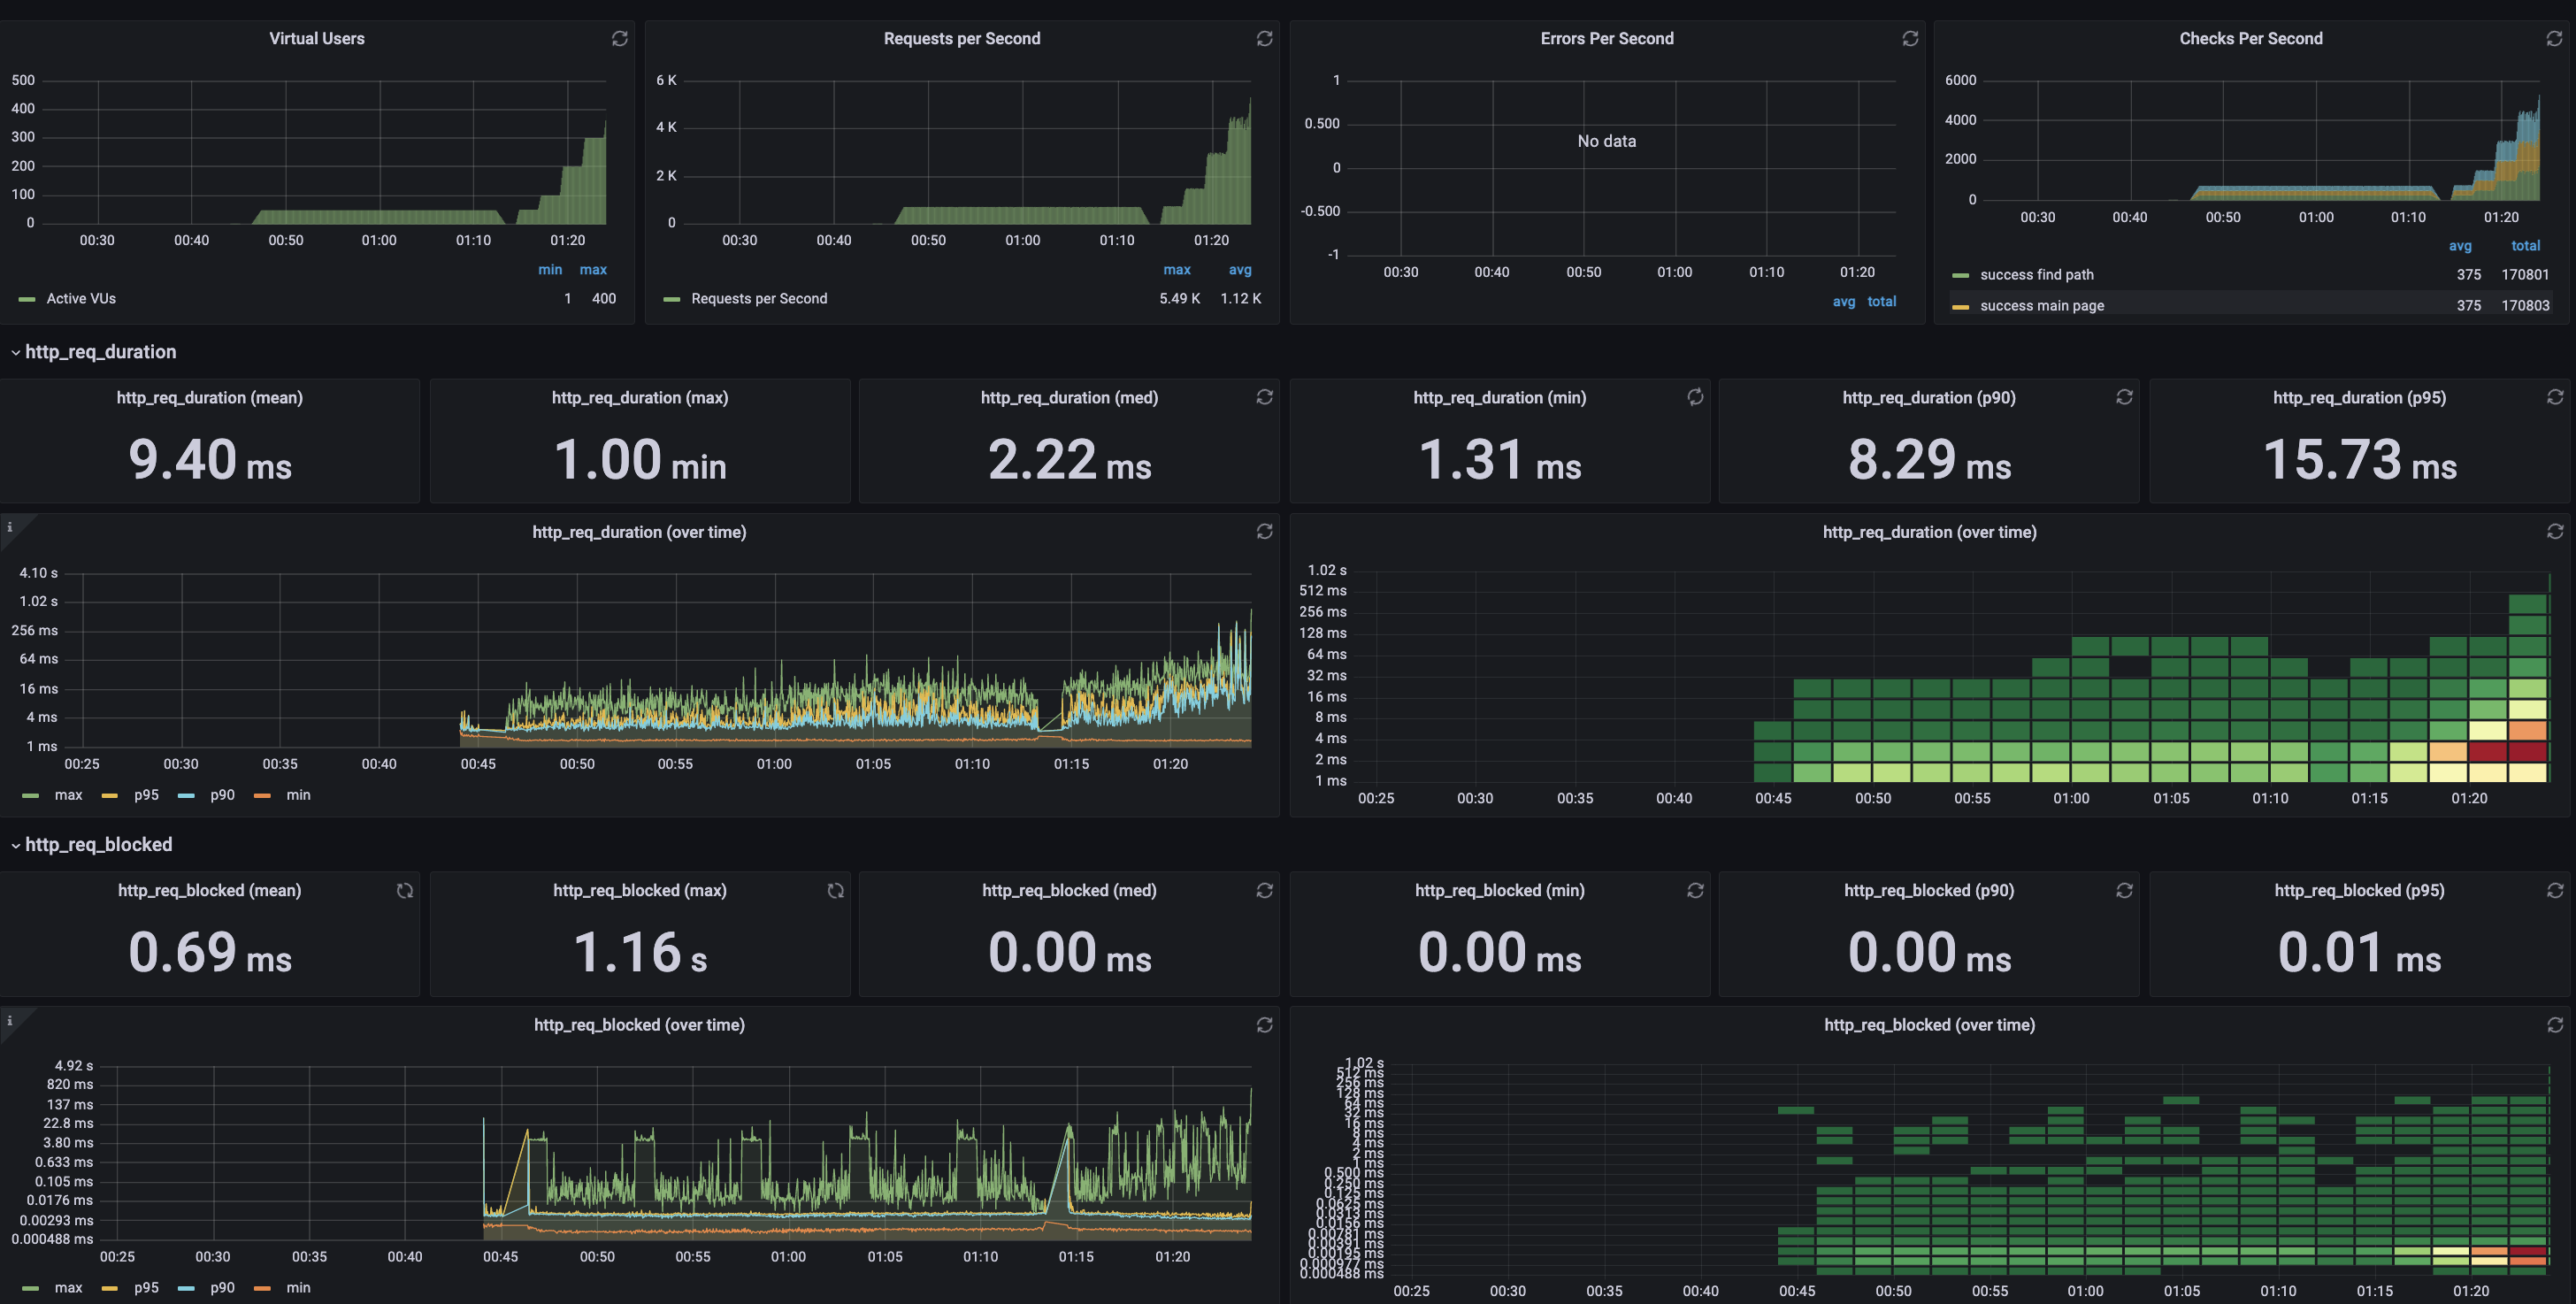 Virtual Users
500
400
300
200
100
0
00:30 00:40 00:50 01:00 01:10 01:20
min max
Active VUs 1 400
Requests per Second
6 K
4 K
2 K
0
00:30 00:40 00:50 01:00 01:10 01:20
max avg
Requests per Second 5.49 K 1.12 K
Errors Per Second
1
0.500
0
-0.500
-1
No data
00:30 00:40 00:50 01:00 01:10 01:20
avg total
Checks Per Second
6000
4000
2000
0
00:30 00:40 00:50 01:00 01:10 01:20
avg total
success find path 375 170801
success main page 375 170803
http_req_duration
http_req_duration (mean)
9.40 ms
http_req_duration (max)
1.00 min
http_req_duration (med)
2.22 ms
http_req_duration (min)
1.31 ms
http_req_duration (p90)
8.29 ms
http_req_duration (p95)
15.73 ms
http_req_duration (over time)
4.10 s
1.02 s
256 ms
64 ms
16 ms
4 ms
1 ms
00:25 00:30 00:35 00:40 00:45 00:50 00:55 01:00 01:05 01:10 01:15 01:20
max p95 p90 min
http_req_duration (over time)
1.02 s
512 ms
256 ms
128 ms
64 ms
32 ms
16 ms
8 ms
4 ms
2 ms
1 ms
00:25 00:30 00:35 00:40 00:45 00:50 00:55 01:00 01:05 01:10 01:15 01:20
http_req_blocked
http_req_blocked (mean)
0.69 ms
http_req_blocked (max)
1.16 s
http_req_blocked (med)
0.00 ms
http_req_blocked (min)
0.00 ms
http_req_blocked (p90)
0.00 ms
http_req_blocked (p95)
0.01 ms
http_req_blocked (over time)
4.92 s
820 ms
137 ms
22.8 ms
3.80 ms
0.633 ms
0.105 ms
0.0176 ms
0.00293 ms
0.000488 ms
00:25 00:30 00:35 00:40 00:45 00:50 00:55 01:00 01:05 01:10 01:15 01:20
max p95 p90 min
http_req_blocked (over time)
1.02 s
512 ms
256 ms
128 ms
64 ms
32 ms
16 ms
8 ms
4 ms
2 ms
1 ms
0.500 ms
0.250 ms
0.125 ms
0.0625 ms
0.0313 ms
0.0156 ms
0.00781 ms
0.00391 ms
0.00195 ms
0.000977 ms
0.000488 ms
00:25 00:30 00:35 00:40 00:45 00:50 00:55 01:00 01:05 01:10 01:15 01:20